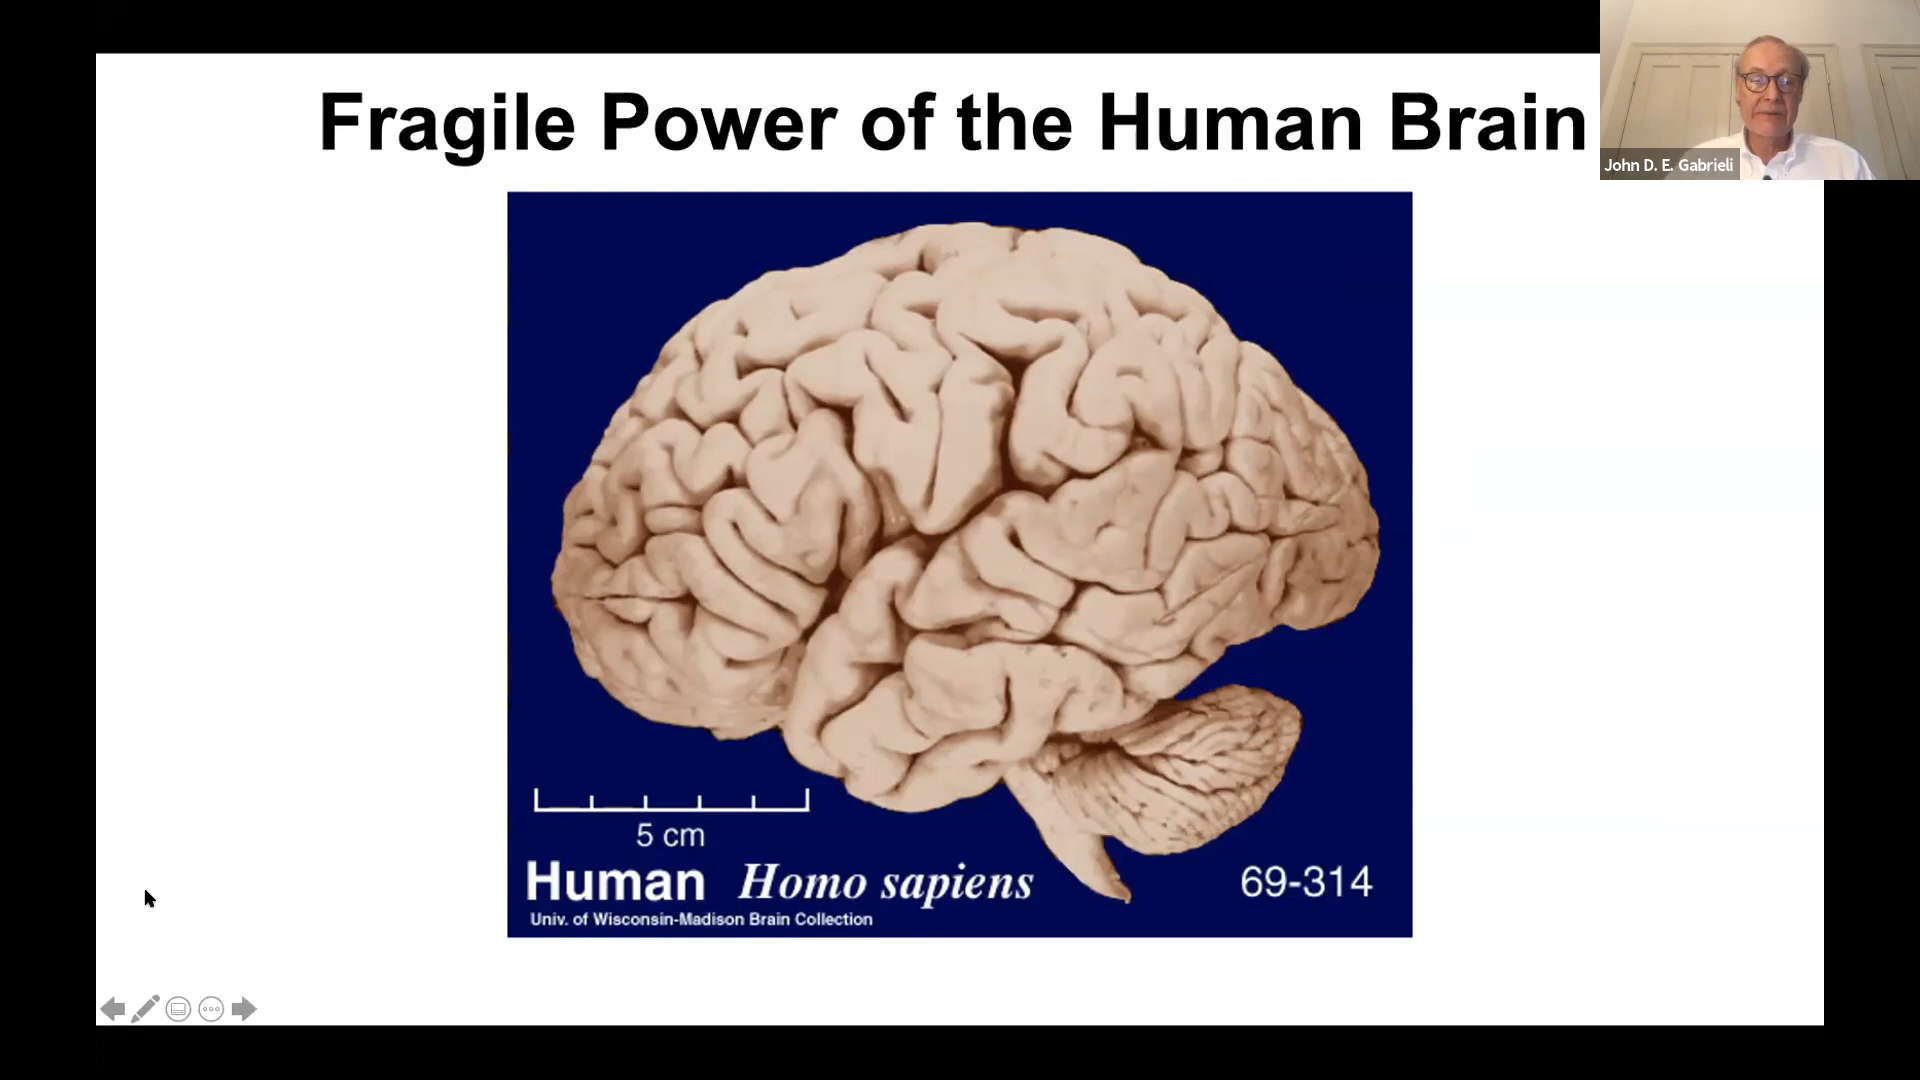 Fragile Power of the Human Brain
John D. E. Gabrieli
5 cm
Human Homo sapiens 69-314
Univ. of Wisconsin-Madison Brain Collection